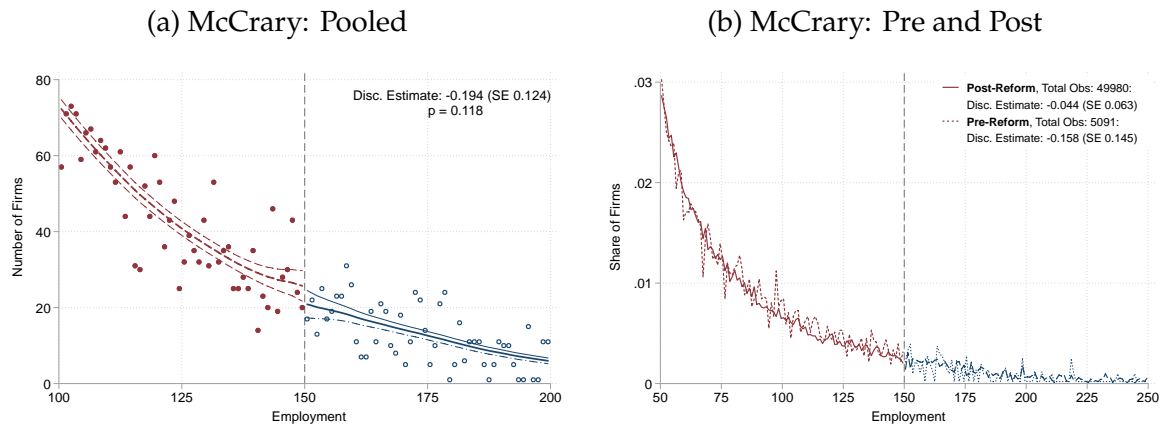 (a) McCrary: Pooled
80
60
40
20
0
Number of Firms
Disc. Estimate: -0.194 (SE 0.124)
p = 0.118
100
125
150
175
200
Employment
(b) McCrary: Pre and Post
.03
.02
.01
0
Share of Firms
Post-Reform, Total Obs: 49980:
Disc. Estimate: -0.044 (SE 0.063)
Pre-Reform, Total Obs: 5091:
Disc. Estimate: -0.158 (SE 0.145)
50
75
100
125
150
175
200
225
250
Employment